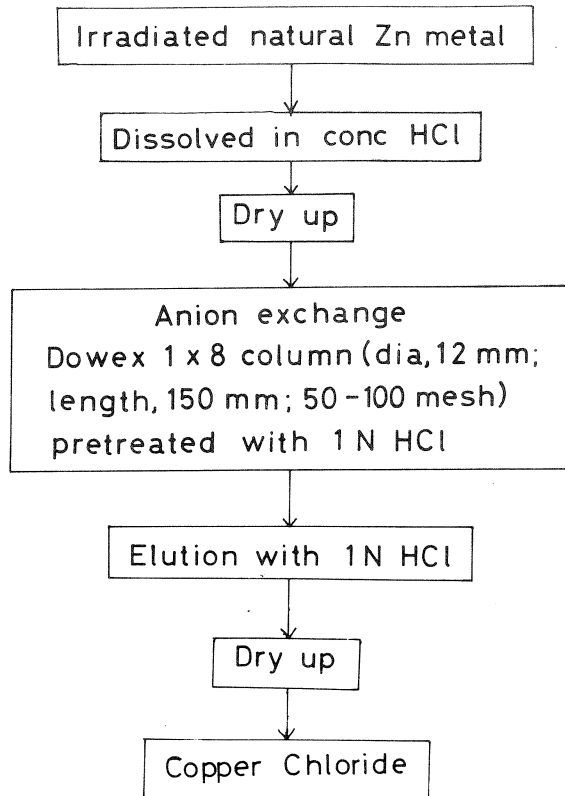 Irradiated natural Zn metal
Dissolved in conc HCl
Dry up
Anion exchange
Dowex 1 x 8 column (dia, 12 mm;
length, 150 mm; 50-100 mesh)
pretreated with 1 N HCl
Elution with 1N HCl
Dry up
Copper Chloride